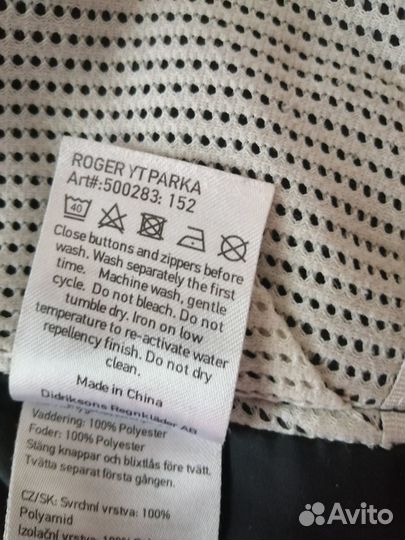 ROGER YT PARKA
Art#:500283: 152
40
Close buttons and zippers before
wash. Wash separately the first
time. Machine wash, gentle
cycle. Do not bleach. Do not
tumble dry. Iron on low
temperature to re-activate water
repellency finish. Do not dry
clean.
Made in China
Didriksons Regnkläder AB
Vaddering: 100% Polyester
Foder: 100% Polyester
Stäng knappar och blixtlås före tvätt.
Tvätta separat första gången.
CZ/SK: Svrchní vrstva: 100%
Polyamid
Izolační vrstva: 100%
Avito